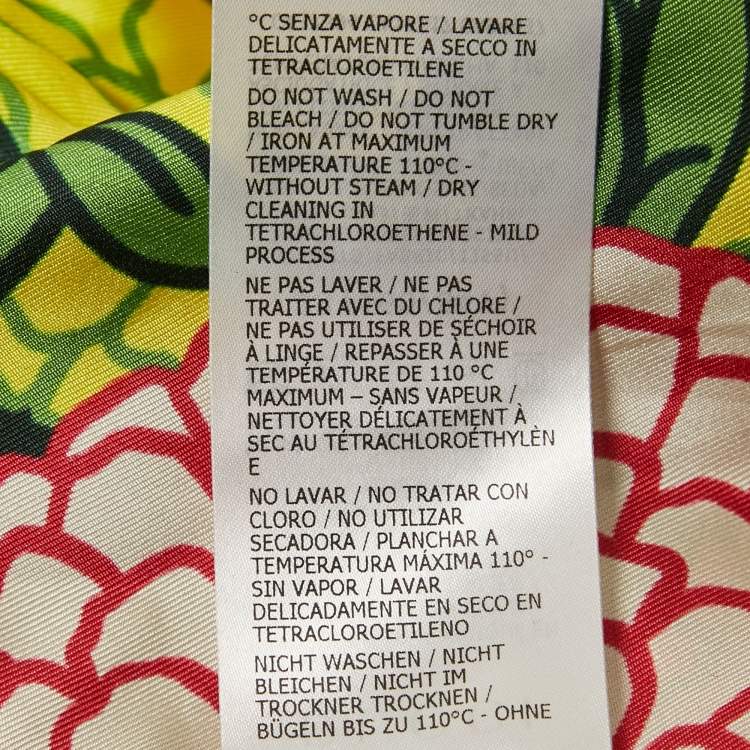 °C SENZA VAPORE / LAVARE
DELICATAMENTE A SECCO IN
TETRACLOROETILENE
DO NOT WASH / DO NOT
BLEACH / DO NOT TUMBLE DRY
/ IRON AT MAXIMUM
TEMPERATURE 110°C -
WITHOUT STEAM / DRY
CLEANING IN
TETRACHLOROETHENE - MILD
PROCESS
NE PAS LAVER / NE PAS
TRAITER AVEC DU CHLORE /
NE PAS UTILISER DE SÉCHOIR
À LINGE / REPASSER À UNE
TEMPÉRATURE DE 110 °C
MAXIMUM – SANS VAPEUR /
NETTOYER DÉLICATEMENT À
SEC AU TÉTRACHLOROÉTHYLÈN
E
NO LAVAR / NO TRATAR CON
CLORO / NO UTILIZAR
SECADORA / PLANCHAR A
TEMPERATURA MÁXIMA 110° -
SIN VAPOR / LAVAR
DELICADAMENTE EN SECO EN
TETRACLOROETILENO
NICHT WASCHEN / NICHT
BLEICHEN / NICHT IM
TROCKNER TROCKNEN /
BÜGELN BIS ZU 110°C - OHNE